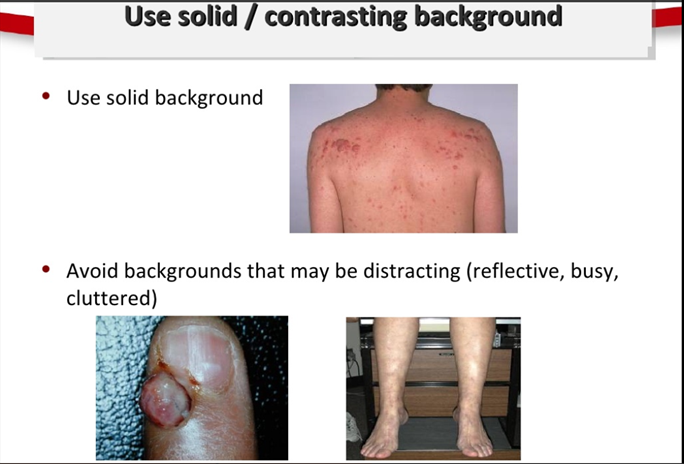 Use solid / contrasting background
• Use solid background
• Avoid backgrounds that may be distracting (reflective, busy,
cluttered)